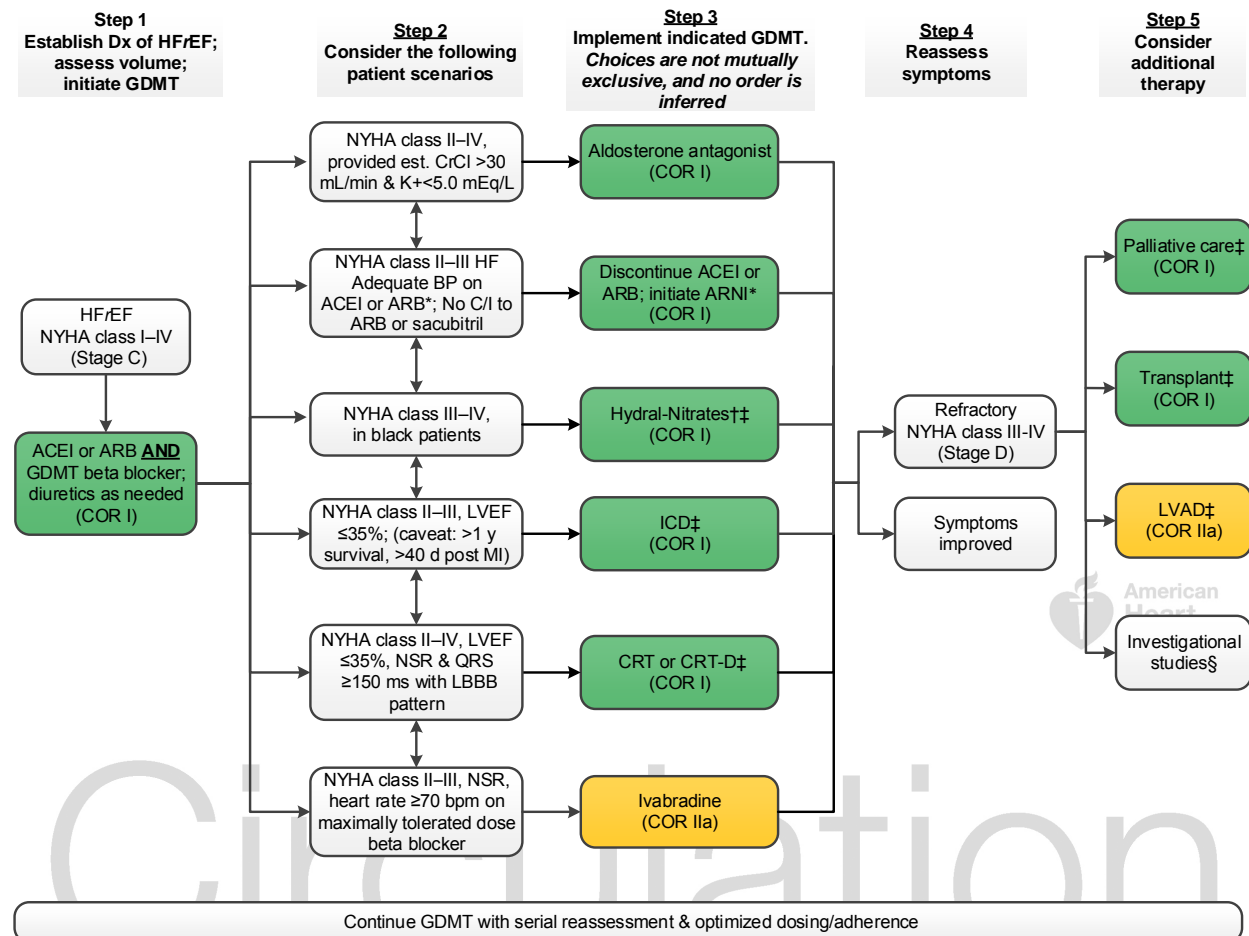 Step 1
Establish Dx of HFrEF;
assess volume;
initiate GDMT
Step 2
Consider the following
patient scenarios
Step 3
Implement indicated GDMT.
Choices are not mutually
exclusive, and no order is
inferred
Step 4
Reassess
symptoms
Step 5
Consider
additional
therapy
HFrEF
NYHA class I–IV
(Stage C)
ACEI or ARB AND
GDMT beta blocker;
diuretics as needed
(COR I)
NYHA class II–IV,
provided est. CrCl >30
mL/min & K+<5.0 mEq/L
NYHA class II–III HF
Adequate BP on
ACEI or ARB*; No C/I to
ARB or sacubitril
NYHA class III–IV,
in black patients
NYHA class II–III, LVEF
≤35%; (caveat: >1 y
survival, >40 d post MI)
NYHA class II–IV, LVEF
≤35%, NSR & QRS
≥150 ms with LBBB
pattern
NYHA class II–III, NSR,
heart rate ≥70 bpm on
maximally tolerated dose
beta blocker
Aldosterone antagonist
(COR I)
Discontinue ACEI or
ARB; initiate ARNI*
(COR I)
Hydral-Nitrates†‡
(COR I)
ICD‡
(COR I)
CRT or CRT-D‡
(COR I)
Ivabradine
(COR IIa)
Refractory
NYHA class III-IV
(Stage D)
Symptoms
improved
Palliative care‡
(COR I)
Transplant‡
(COR I)
LVAD‡
(COR IIa)
Investigational
studies§
American
Heart
Circulation
Continue GDMT with serial reassessment & optimized dosing/adherence